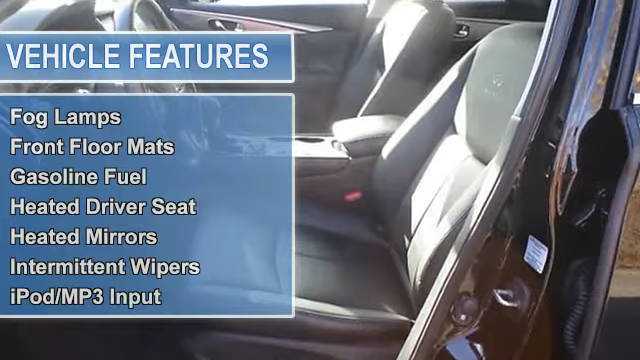 VEHICLE FEATURES
Fog Lamps
Front Floor Mats
Gasoline Fuel
Heated Driver Seat
Heated Mirrors
Intermittent Wipers
iPod/MP3 Input